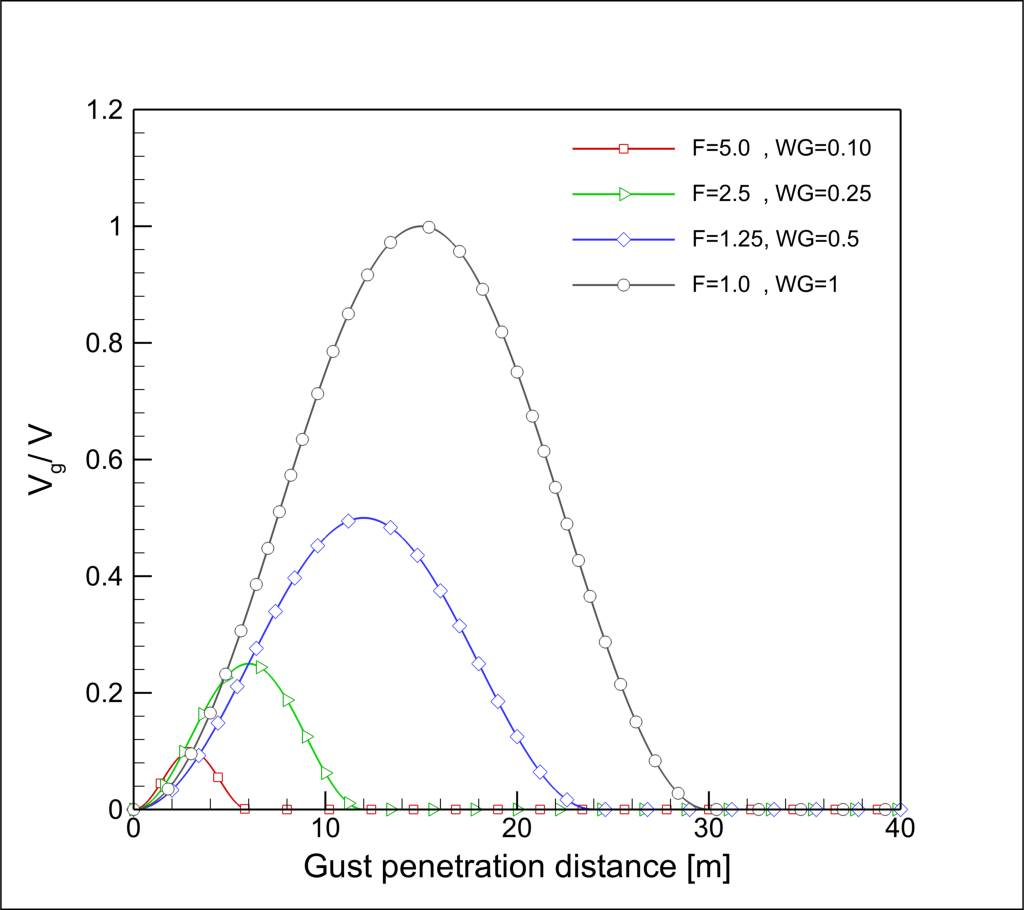 1.2
1
0.8
0.6
0.4
0.2
0
V_g/ V
F=5.0 , WG=0.10
F=2.5 , WG=0.25
F=1.25, WG=0.5
F=1.0 , WG=1
0 10 20 30 40
Gust penetration distance [m]